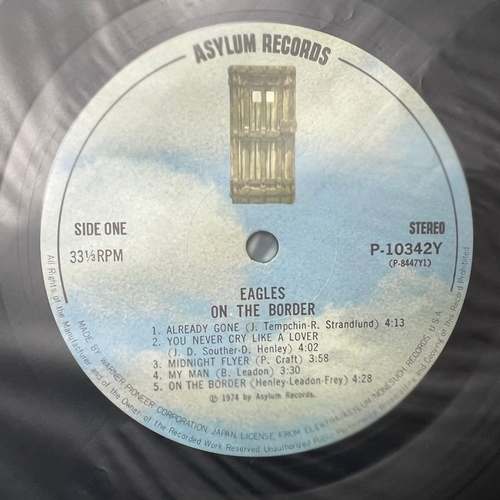 ASYLUM RECORDS
SIDE ONE
33⅓RPM
STEREO
P-10342Y
(P-8447Y1)
EAGLES
ON THE BORDER
1. ALREADY GONE (J. Tempchin-R. Strandlund) 4:13
2. YOU NEVER CRY LIKE A LOVER
(J. D. Souther-D. Henley) 4:02
3. MIDNIGHT FLYER (P. Craft) 3:58
4. MY MAN (B. Leadon) 3:30
5. ON THE BORDER (Henley-Leadon-Frey) 4:28
Ⓟ 1974 by Asylum Records.
MADE BY WARNER-PIONEER CORPORATION, JAPAN, LICENSE, FROM ELEKTRA/ASYLUM/NONESUCH RECORDS U.S.A.
All Rights of the Manufacturer and of the Owner of the Recorded Work Reserved. Unauthorized Public Performance, Broadcasting and Copying of this Record Prohibited.